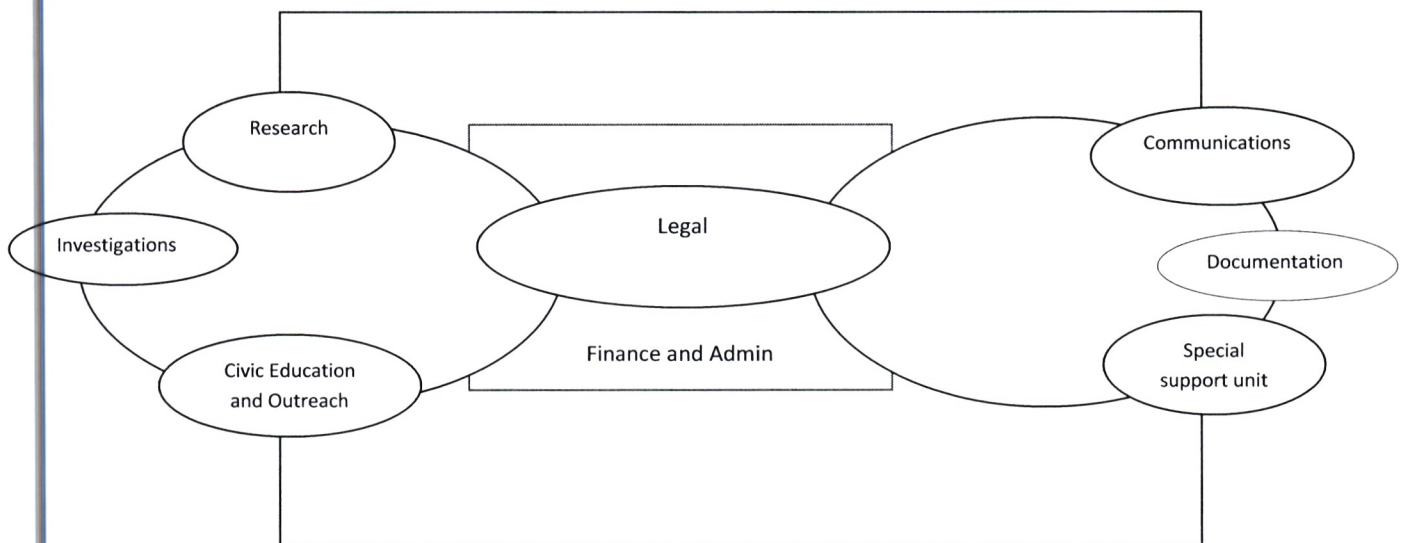 Research
Communications
Legal
Investigations
Documentation
Finance and Admin
Special
support unit
Civic Education
and Outreach